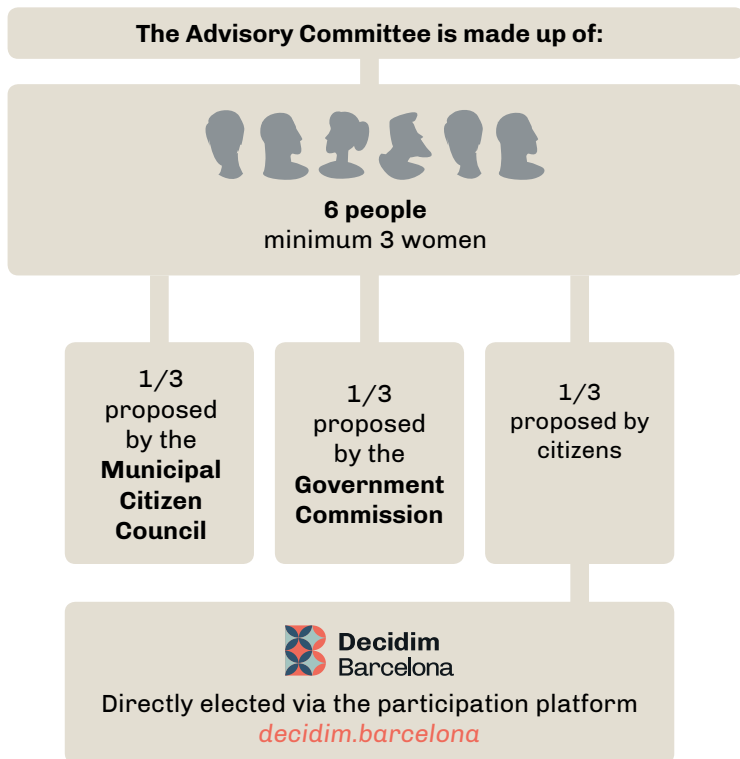 The Advisory Committee is made up of:
6 people
minimum 3 women
1/3
proposed
by the
Municipal
Citizen
Council
1/3
proposed
by the
Government
Commission
1/3
proposed by
citizens
Decidim
Barcelona
Directly elected via the participation platform
decidim.barcelona